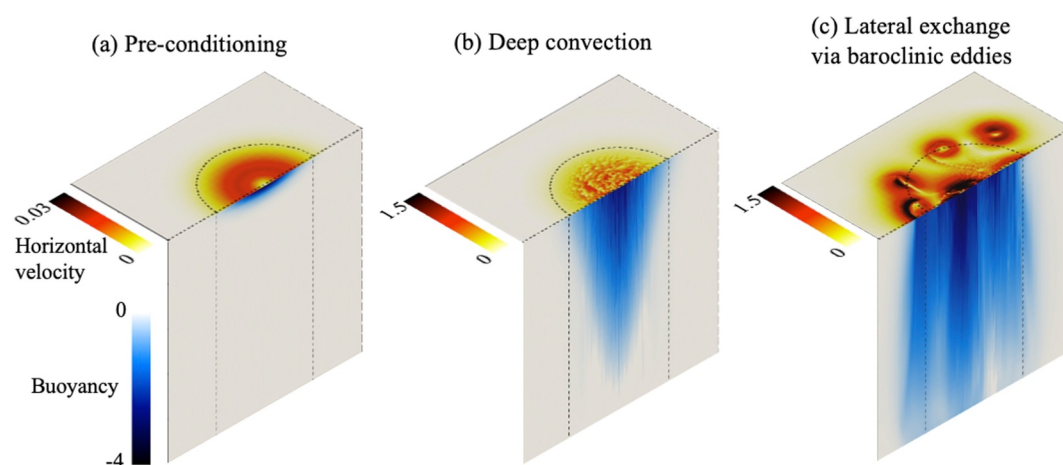 (a) Pre-conditioning
(b) Deep convection
(c) Lateral exchange
via baroclinic eddies
0.03
0
Horizontal
velocity
0
Buoyancy
-4
1.5
0
1.5
0